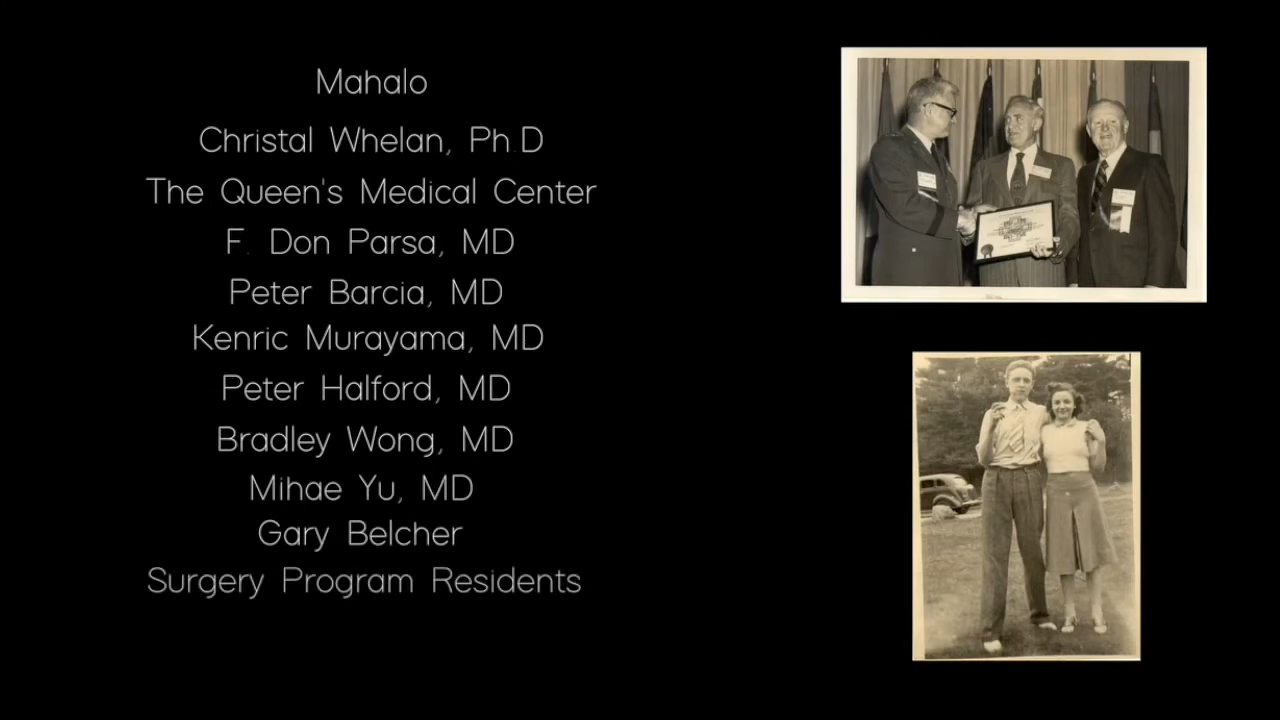 Mahalo
Christal Whelan, Ph.D
The Queen's Medical Center
F. Don Parsa, MD
Peter Barcia, MD
Kenric Murayama, MD
Peter Halford, MD
Bradley Wong, MD
Mihae Yu, MD
Gary Belcher
Surgery Program Residents